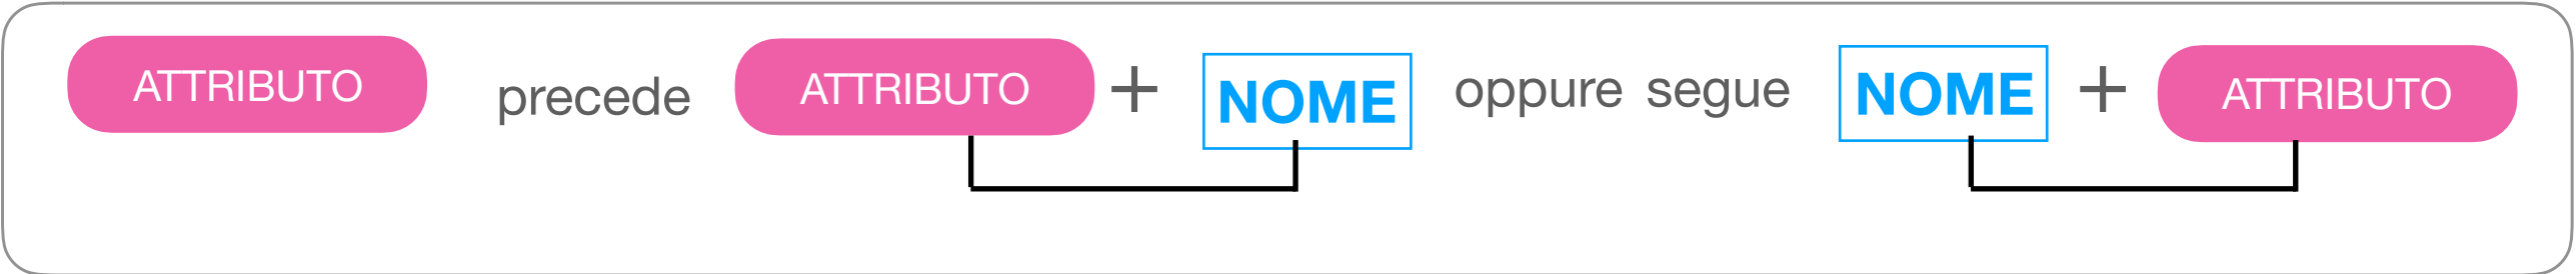 ATTRIBUTO precede ATTRIBUTO + NOME oppure segue NOME + ATTRIBUTO